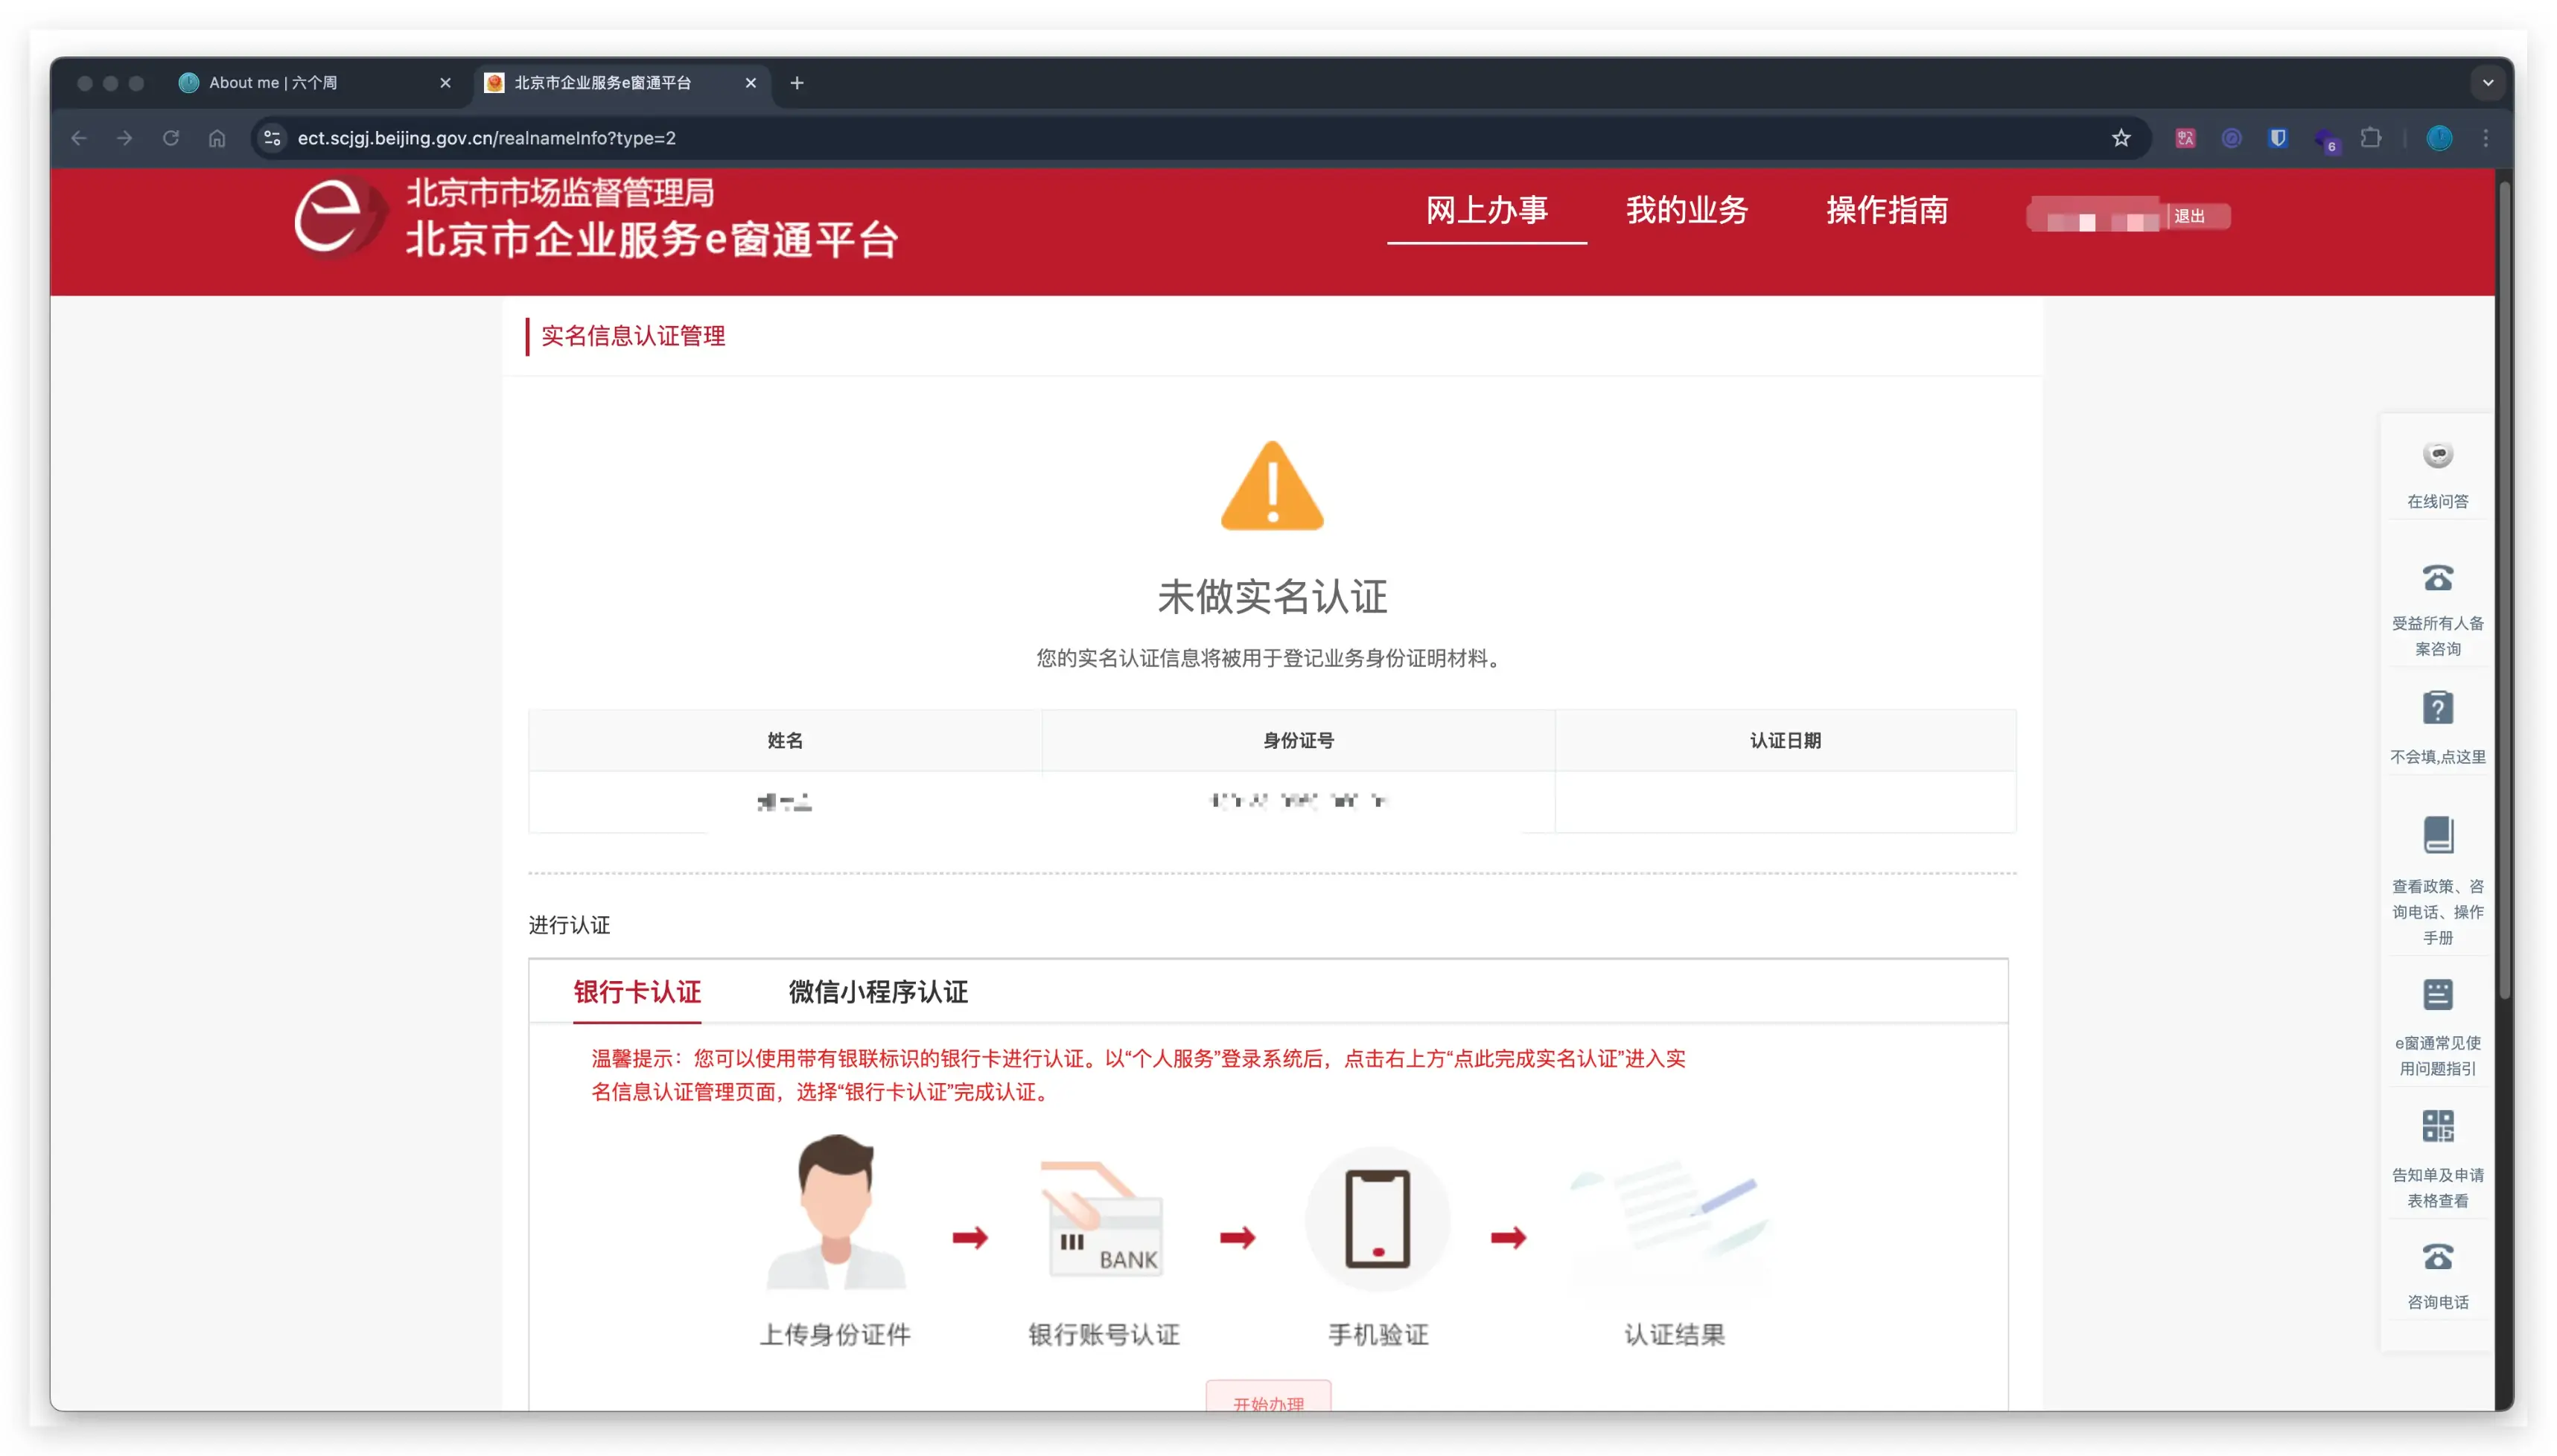 About me | 六个周
北京市企业服务e窗通平台
ect.scjgj.beijing.gov.cn/realnameInfo?type=2
6
北京市市场监督管理局
北京市企业服务e窗通平台
网上办事
我的业务
操作指南
退出
实名信息认证管理
未做实名认证
您的实名认证信息将被用于登记业务身份证明材料。
姓名
身份证号
认证日期
进行认证
银行卡认证
微信小程序认证
温馨提示：您可以使用带有银联标识的银行卡进行认证。以“个人服务”登录系统后，点击右上方“点此完成实名认证”进入实
名信息认证管理页面，选择“银行卡认证”完成认证。
BANK
上传身份证件
银行账号认证
手机验证
认证结果
开始办理
在线问答
受益所有人备
案咨询
不会填,点这里
查看政策、咨
询电话、操作
手册
e窗通常见使
用问题指引
告知单及申请
表格查看
咨询电话